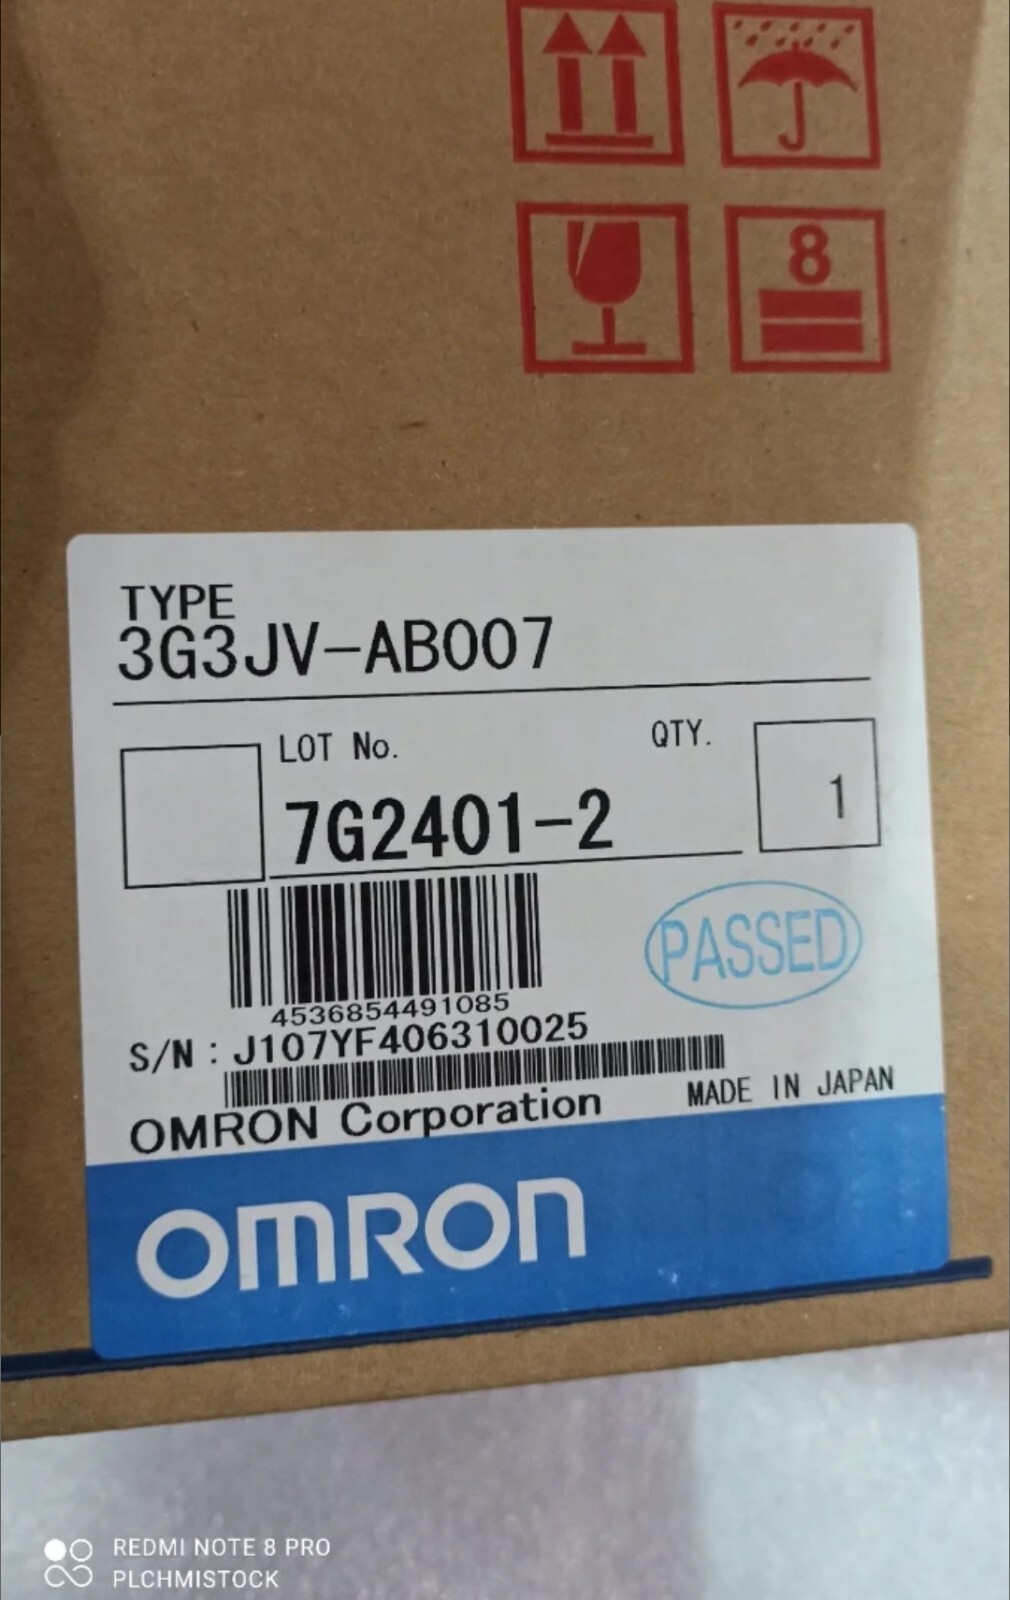 8
TYPE
3G3JV-AB007
LOT No.
QTY.
7G2401-2
1
4536854491085
PASSED
S/N : J107YF406310025
OMRON Corporation
MADE IN JAPAN
OMRON
REDMI NOTE 8 PRO
PLCHMISTOCK